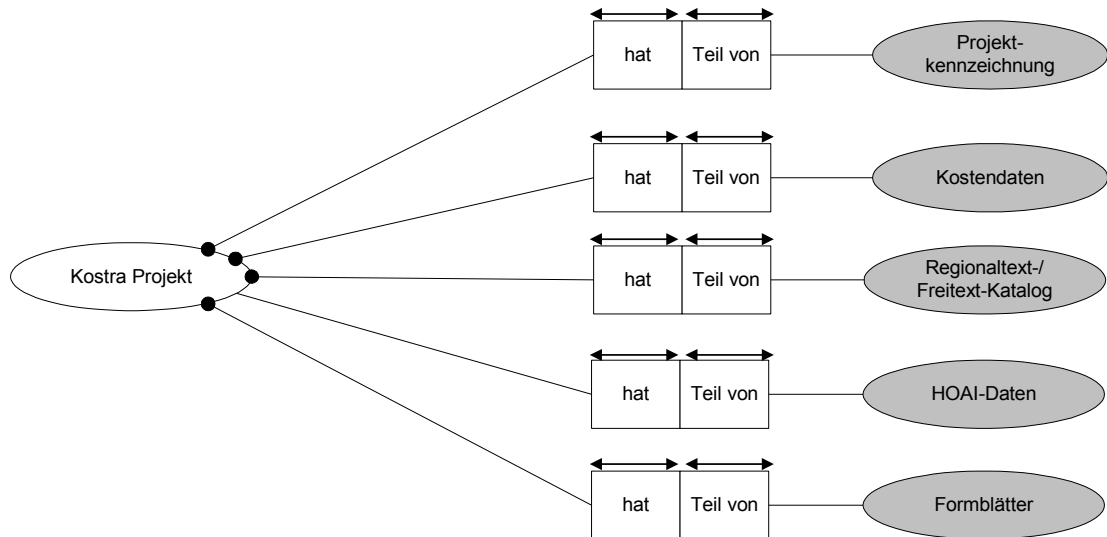 hat
Teil von
Projekt-
kennzeichnung
hat
Teil von
Kostendaten
Kostra Projekt
hat
Teil von
Regionaltext-/
Freitext-Katalog
hat
Teil von
HOAI-Daten
hat
Teil von
Formblätter